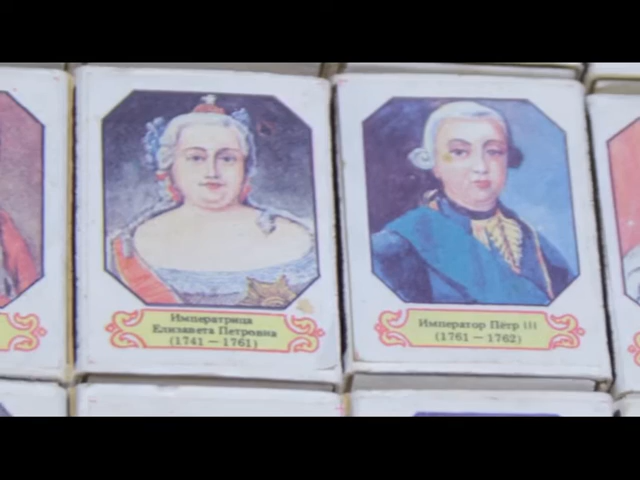 Императрица
Елизавета Петровна
(1741 — 1761)
Император Пётр III
(1761 — 1762)